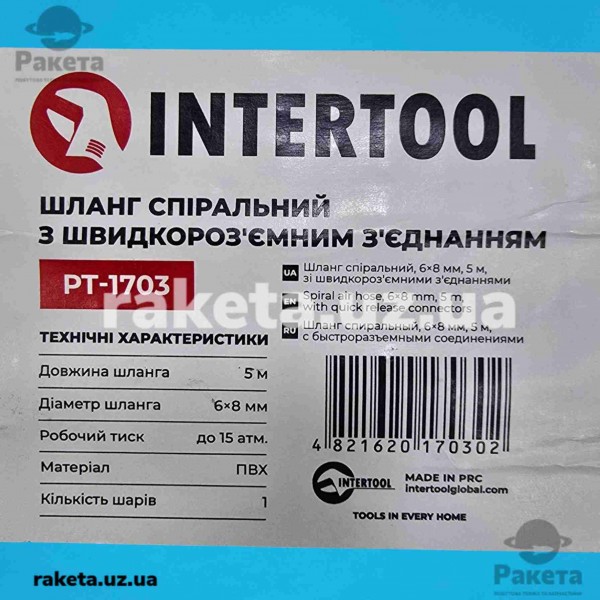 Ракета
INTERTOOL
ШЛАНГ СПІРАЛЬНИЙ
З ШВИДКОРОЗ'ЄМНИМ З'ЄДНАННЯМ
PT-1703
UA Шланг спіральний, 6×8 мм, 5 м,
зі швидкороз'ємними з'єднаннями
EN Spiral air hose, 6×8 mm, 5 m,
with quick release connectors
RU Шланг спиральный, 6×8 мм, 5 м,
с быстроразъемными соединениями
raketa.uz.ua
ТЕХНІЧНІ ХАРАКТЕРИСТИКИ
Довжина шланга 5 м
Діаметр шланга 6×8 мм
Робочий тиск до 15 атм.
Матеріал ПВХ
Кількість шарів 1
4 821620 170302
INTERTOOL
MADE IN PRC
intertoolglobal.com
TOOLS IN EVERY HOME
raketa.uz.ua
Ракета